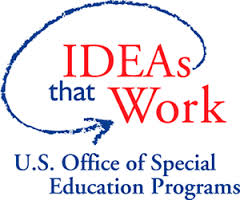 IDEAs
that Work
U.S. Office of Special
Education Programs